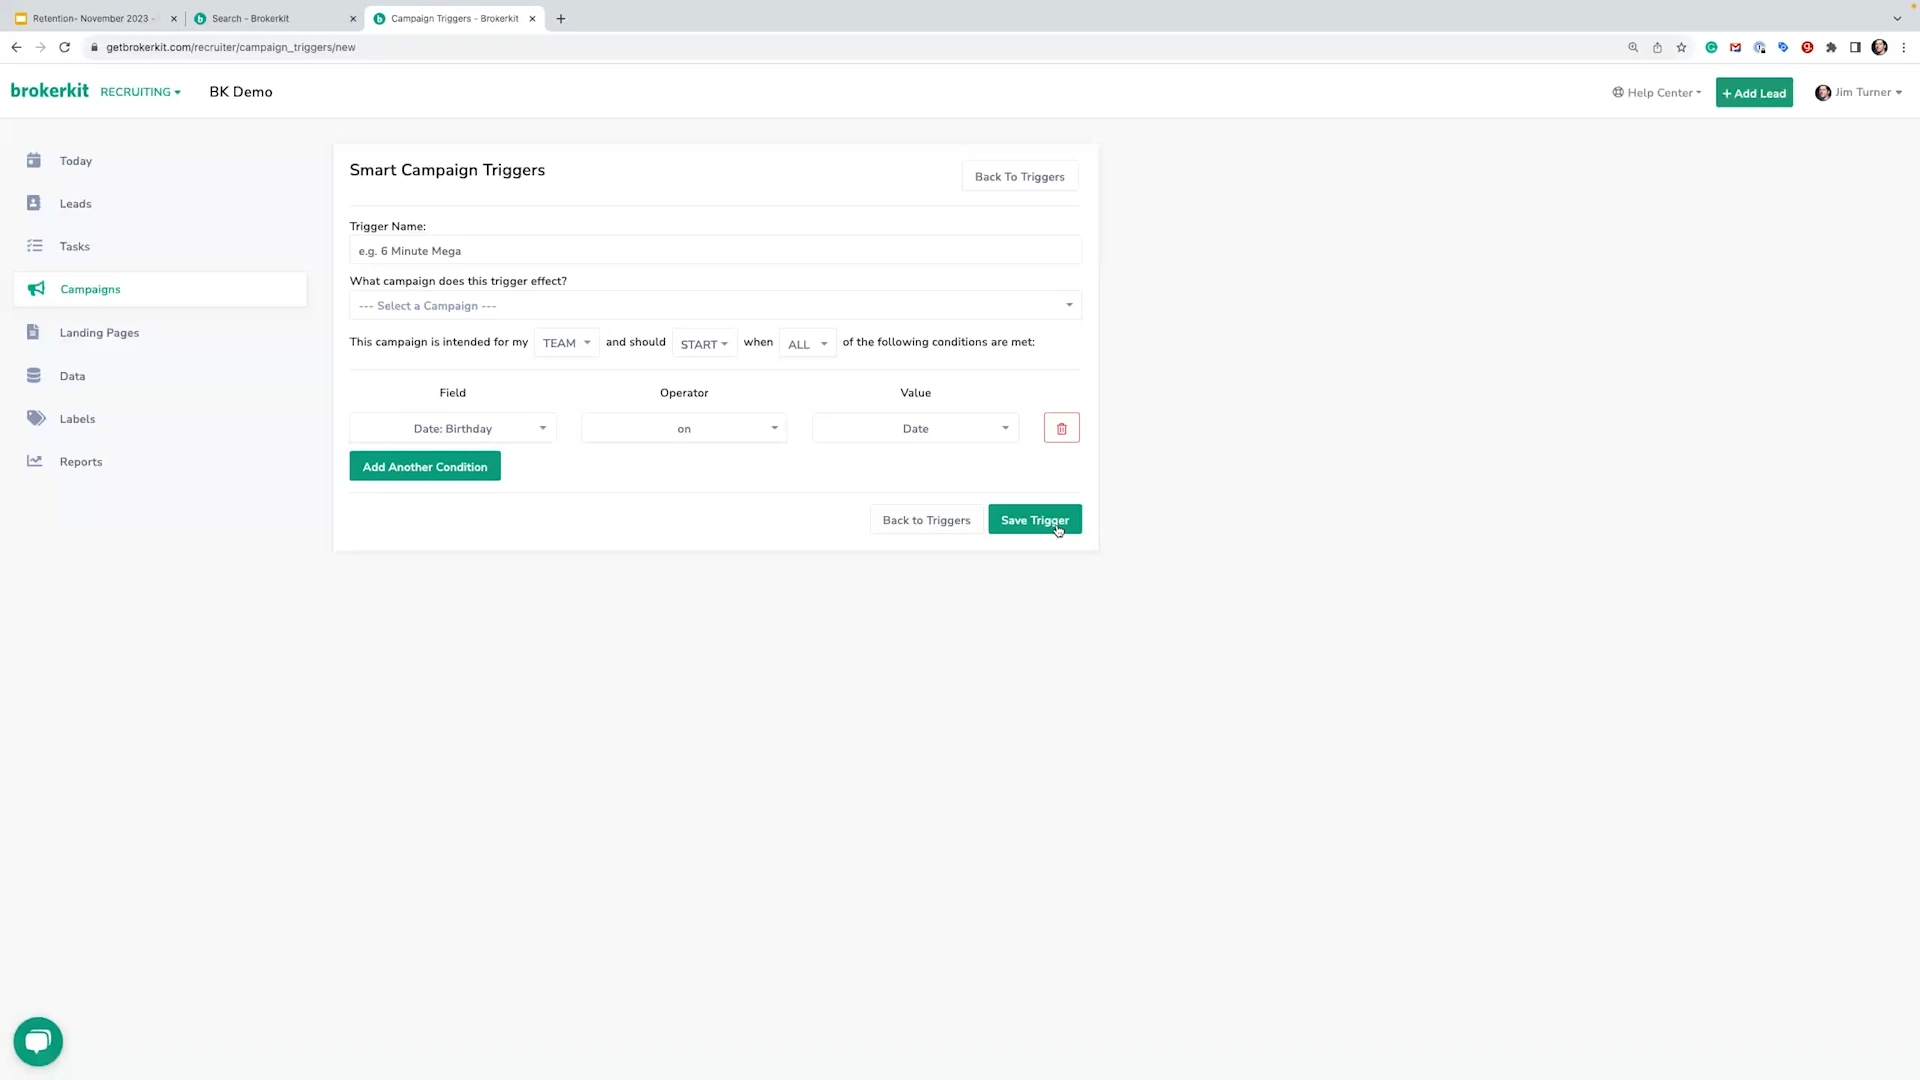 Retention- November 2023 -
Search - Brokerkit
Campaign Triggers - Brokerkit
getbrokerkit.com/recruiter/campaign_triggers/new
brokerkit RECRUITING BK Demo
Help Center
+ Add Lead
Jim Turner
Today
Leads
Tasks
Campaigns
Landing Pages
Data
Labels
Reports
Smart Campaign Triggers
Back To Triggers
Trigger Name:
e.g. 6 Minute Mega
What campaign does this trigger effect?
--- Select a Campaign ---
This campaign is intended for my TEAM and should START when ALL of the following conditions are met:
Field Operator Value
Date: Birthday on Date
Add Another Condition
Back to Triggers Save Trigger